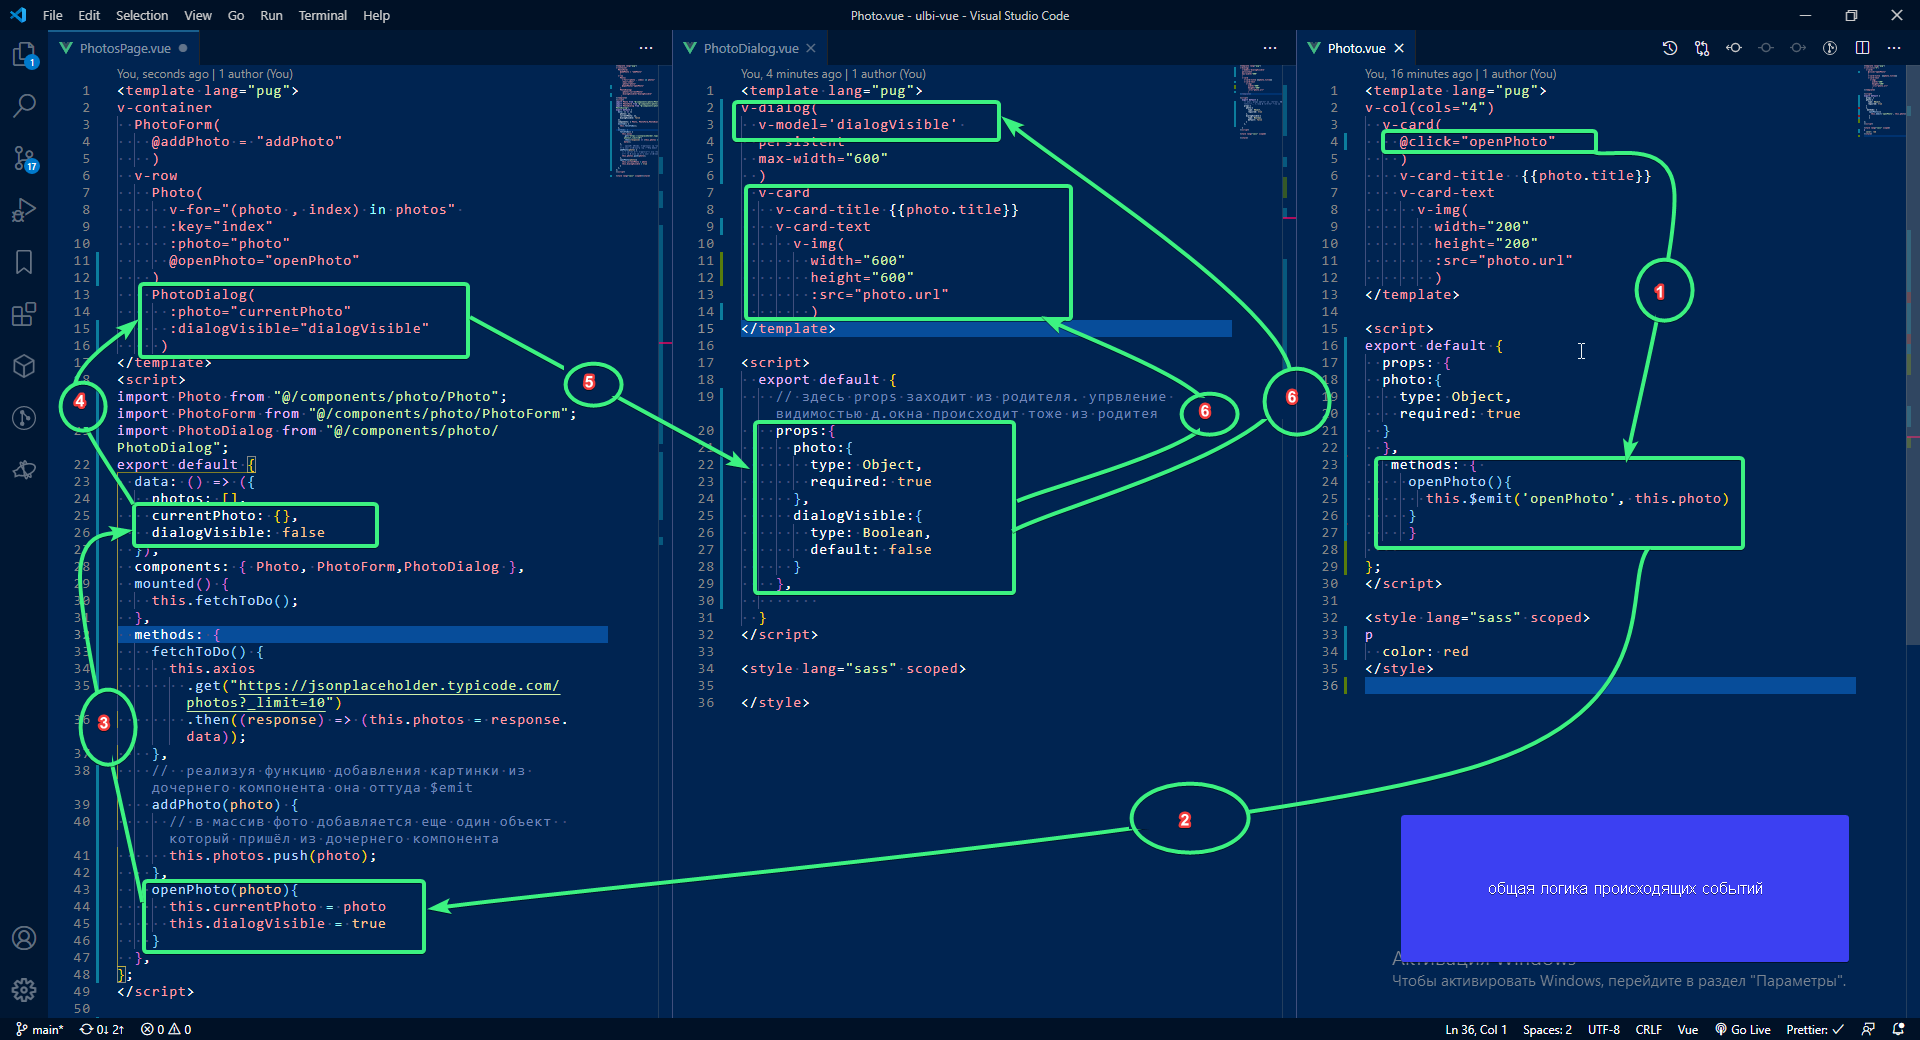 File Edit Selection View Go Run Terminal Help
Photo.vue - ulbi-vue - Visual Studio Code
PhotosPage.vue
You, seconds ago | 1 author (You)
1 <template lang="pug">
2 v-container
3 PhotoForm(
4 @addPhoto = "addPhoto"
5 )
6 v-row
7 Photo(
8 v-for="(photo , index) in photos"
9 :key="index"
10 :photo="photo"
11 @openPhoto="openPhoto"
12 )
13 PhotoDialog(
14 :photo="currentPhoto"
15 :dialogVisible="dialogVisible"
16 )
</template>
<script>
import Photo from "@/components/photo/Photo";
import PhotoForm from "@/components/photo/PhotoForm";
import PhotoDialog from "@/components/photo/
PhotoDialog";
22 export default {
23 data: () => ({
24 photos: [],
25 currentPhoto: {},
26 dialogVisible: false
27 }),
28 components: { Photo, PhotoForm,PhotoDialog },
29 mounted() {
30 this.fetchToDo();
31 },
32 methods: {
33 fetchToDo() {
34 this.axios
35 .get("https://jsonplaceholder.typicode.com/
photos?_limit=10")
36 .then((response) => (this.photos = response.
data));
37 },
38 // реализуя функцию добавления картинки из
дочернего компонента она оттуда $emit
39 addPhoto(photo) {
40 // в массив фото добавляется еще один объект
который пришёл из дочернего компонента
41 this.photos.push(photo);
42 },
43 openPhoto(photo){
44 this.currentPhoto = photo
45 this.dialogVisible = true
46 }
47 },
48 };
49 </script>
50
PhotoDialog.vue
You, 4 minutes ago | 1 author (You)
1 <template lang="pug">
2 v-dialog(
3 v-model='dialogVisible'
4 persistent
5 max-width="600"
6 )
7 v-card
8 v-card-title {{photo.title}}
9 v-card-text
10 v-img(
11 width="600"
12 height="600"
13 :src="photo.url"
14 )
15 </template>
16
17 <script>
18 export default {
19 // здесь props заходит из родителя. упрвление
видимостью д.окна происходит тоже из родитея
20 props:{
21 photo:{
22 type: Object,
23 required: true
24 },
25 dialogVisible:{
26 type: Boolean,
27 default: false
28 }
29 },
30
31 }
32 </script>
33
34 <style lang="sass" scoped>
35
36 </style>
Photo.vue
You, 16 minutes ago | 1 author (You)
1 <template lang="pug">
2 v-col(cols="4")
3 v-card(
4 @click="openPhoto"
5 )
6 v-card-title {{photo.title}}
7 v-card-text
8 v-img(
9 width="200"
10 height="200"
11 :src="photo.url"
12 )
13 </template>
14
15 <script>
16 export default {
17 props: {
18 photo:{
19 type: Object,
20 required: true
21 }
22 },
23 methods: {
24 openPhoto(){
25 this.$emit('openPhoto', this.photo)
26 }
27 }
28
29 };
30 </script>
31
32 <style lang="sass" scoped>
33 p
34 color: red
35 </style>
36
1
2
3
4
5
6
6
1
17
общая логика происходящих событий
Активация Windows
Чтобы активировать Windows, перейдите в раздел "Параметры".
main* 0↓ 2↑ 0 0
Ln 36, Col 1 Spaces: 2 UTF-8 CRLF Vue Go Live Prettier: ✓